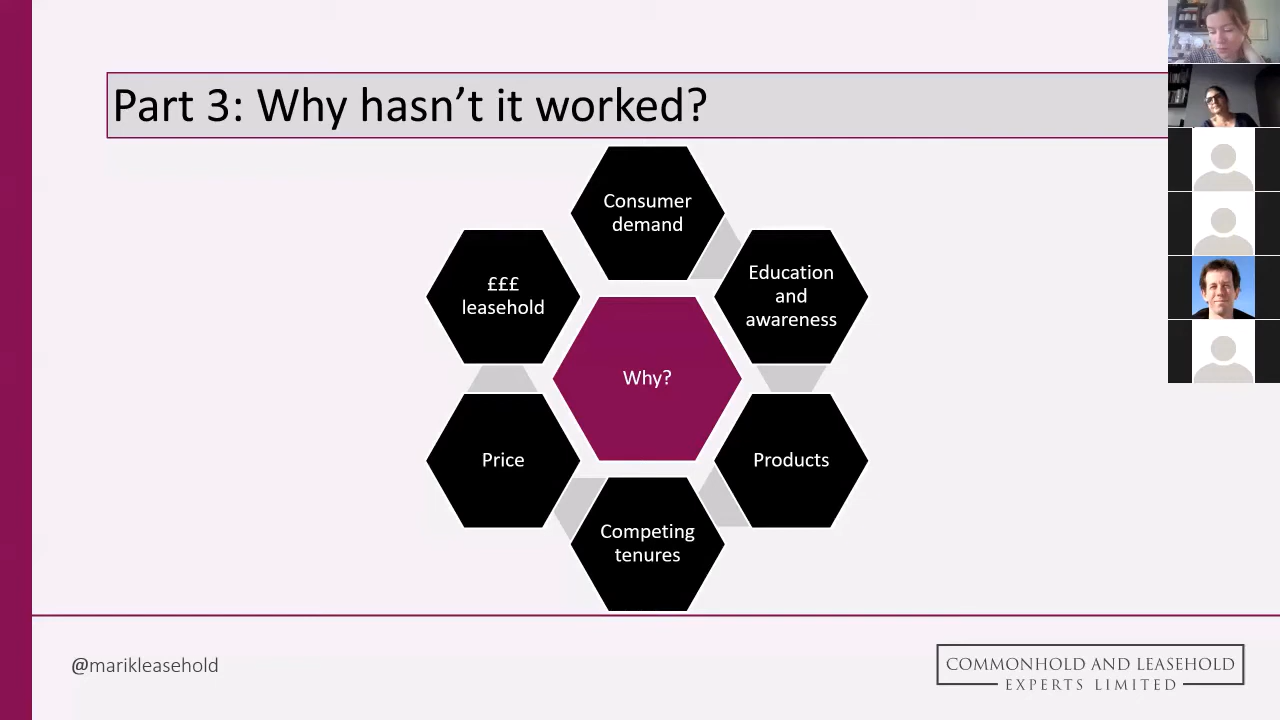 Part 3: Why hasn't it worked?
Consumer
demand
Education
and
awareness
£££
leasehold
Why?
Price
Products
Competing
tenures
@marikleasehold
COMMONHOLD AND LEASEHOLD
EXPERTS LIMITED